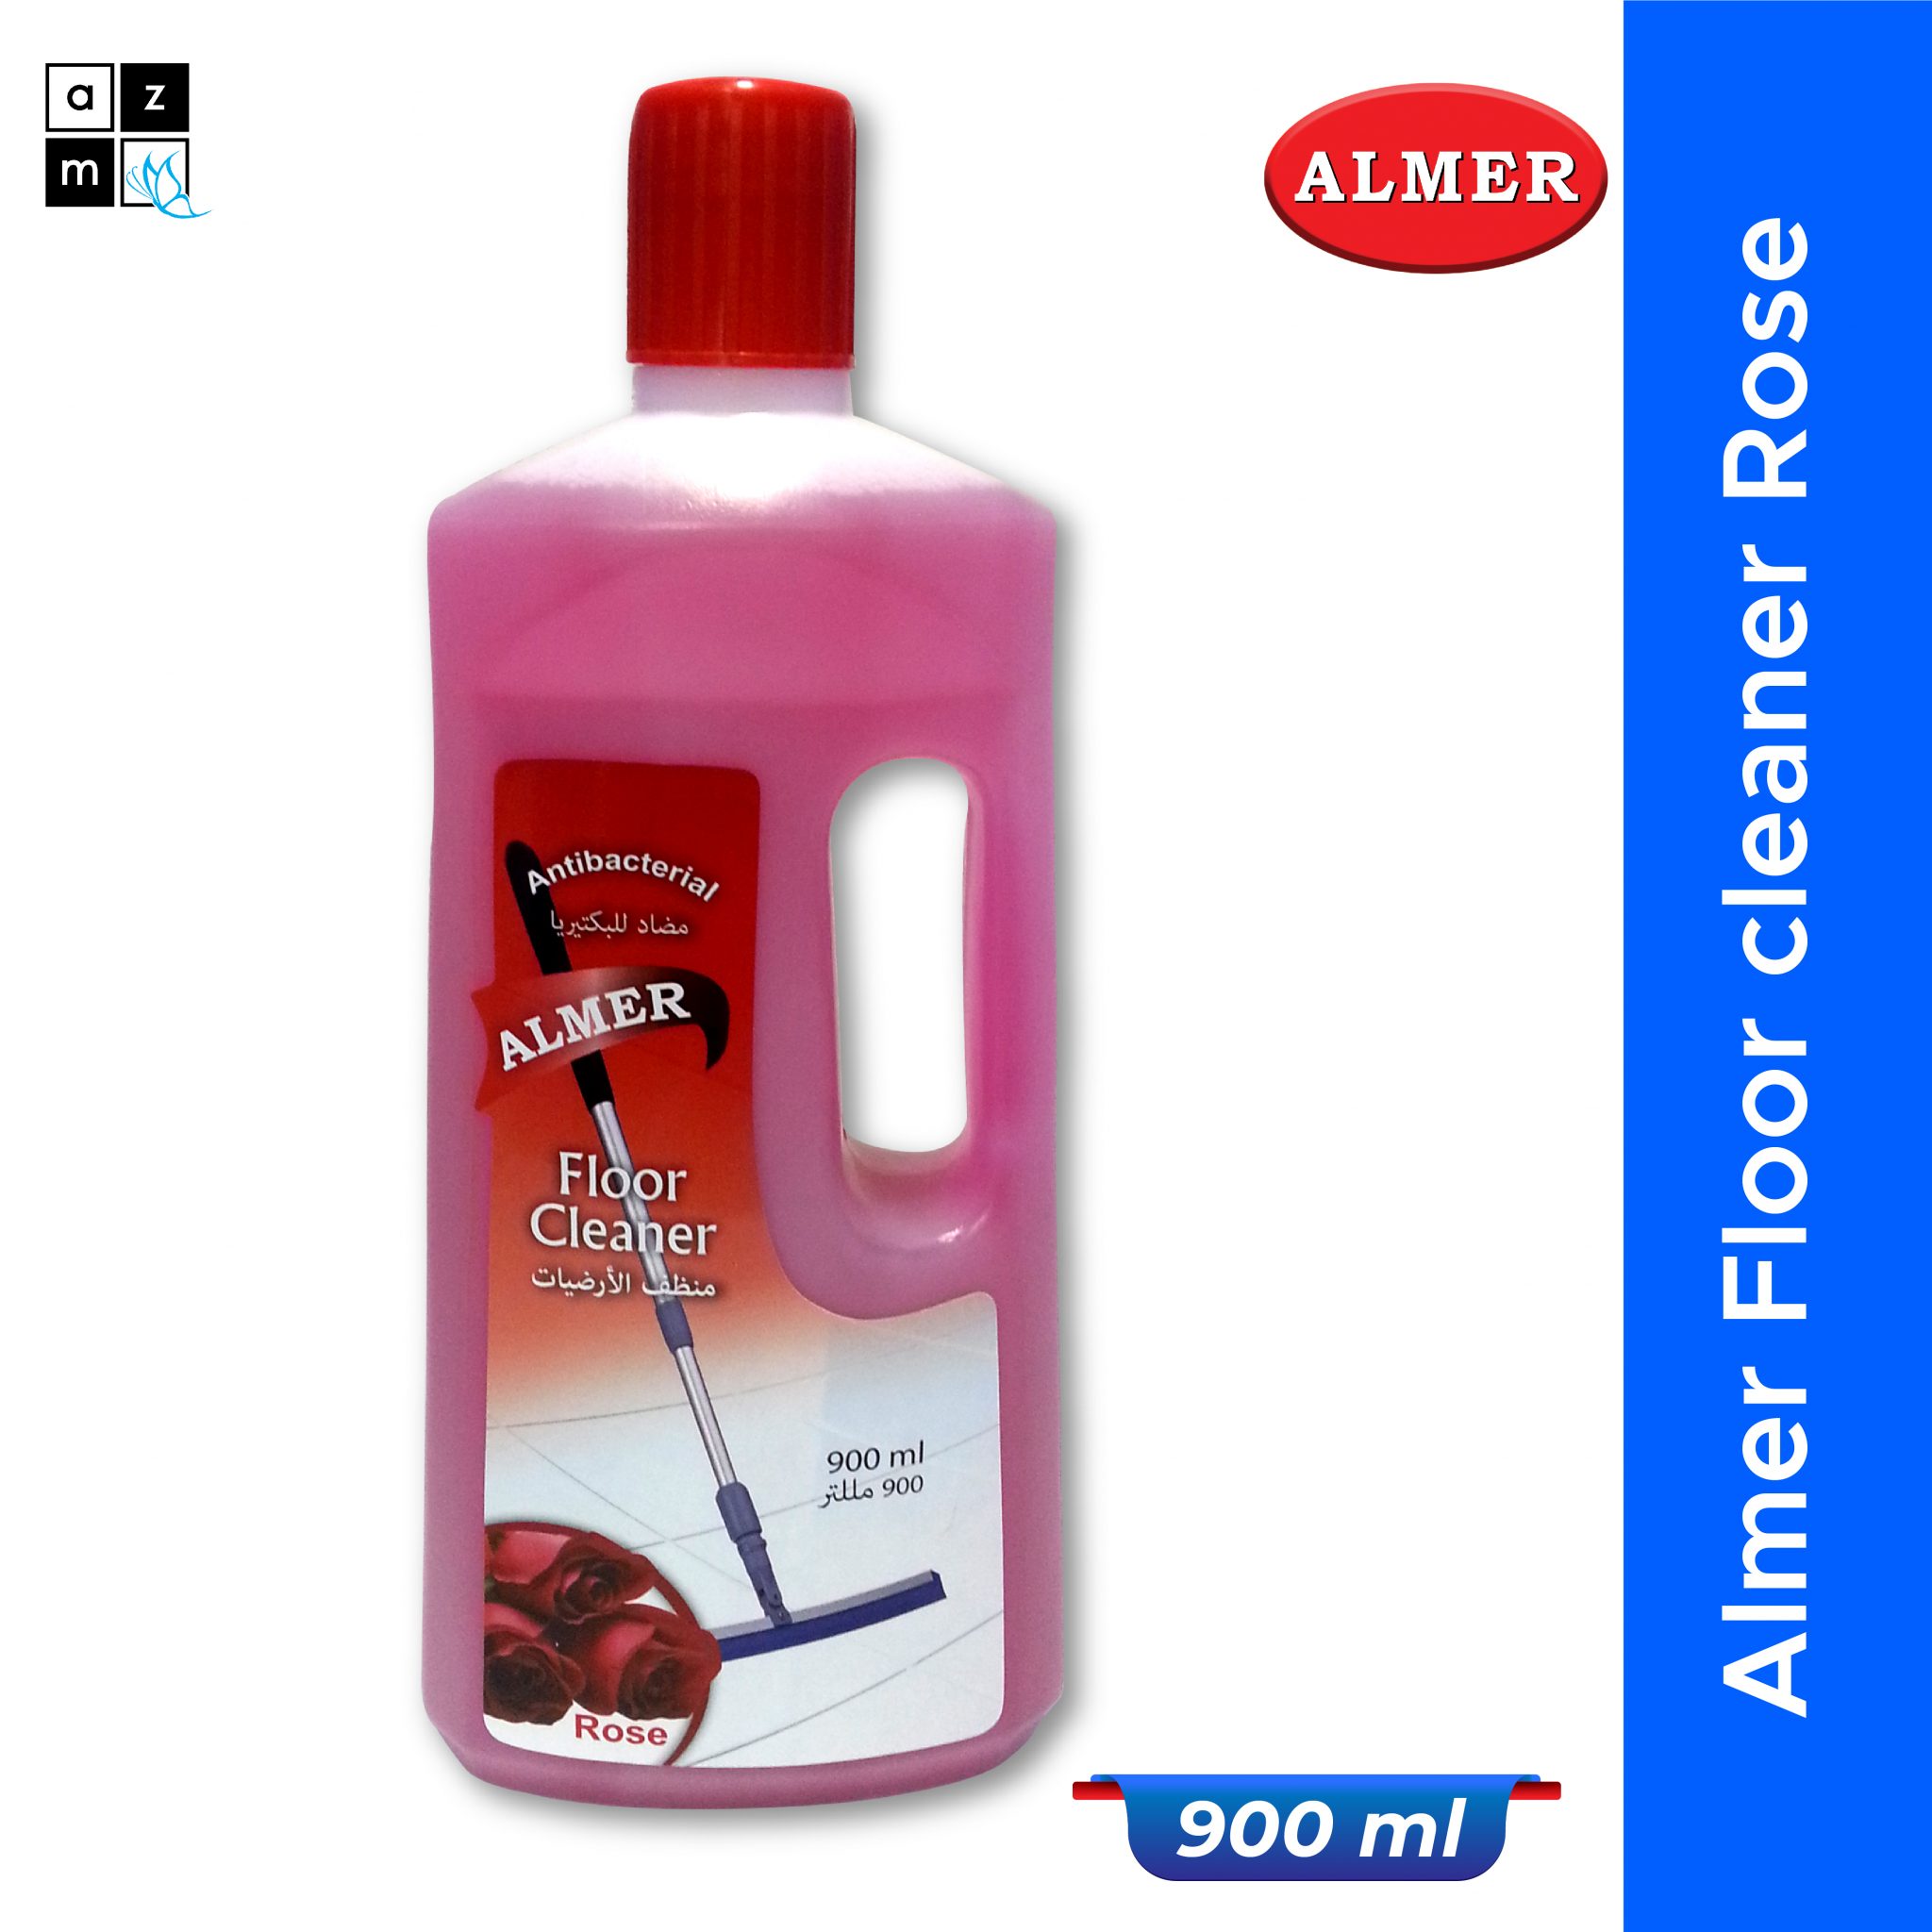 a z
m
ALMER
Antibacterial
مضاد للبكتيريا
ALMER
Floor
Cleaner
منظف الأرضيات
900 ml
900 مللتر
Rose
900 ml
Almer Floor cleaner Rose